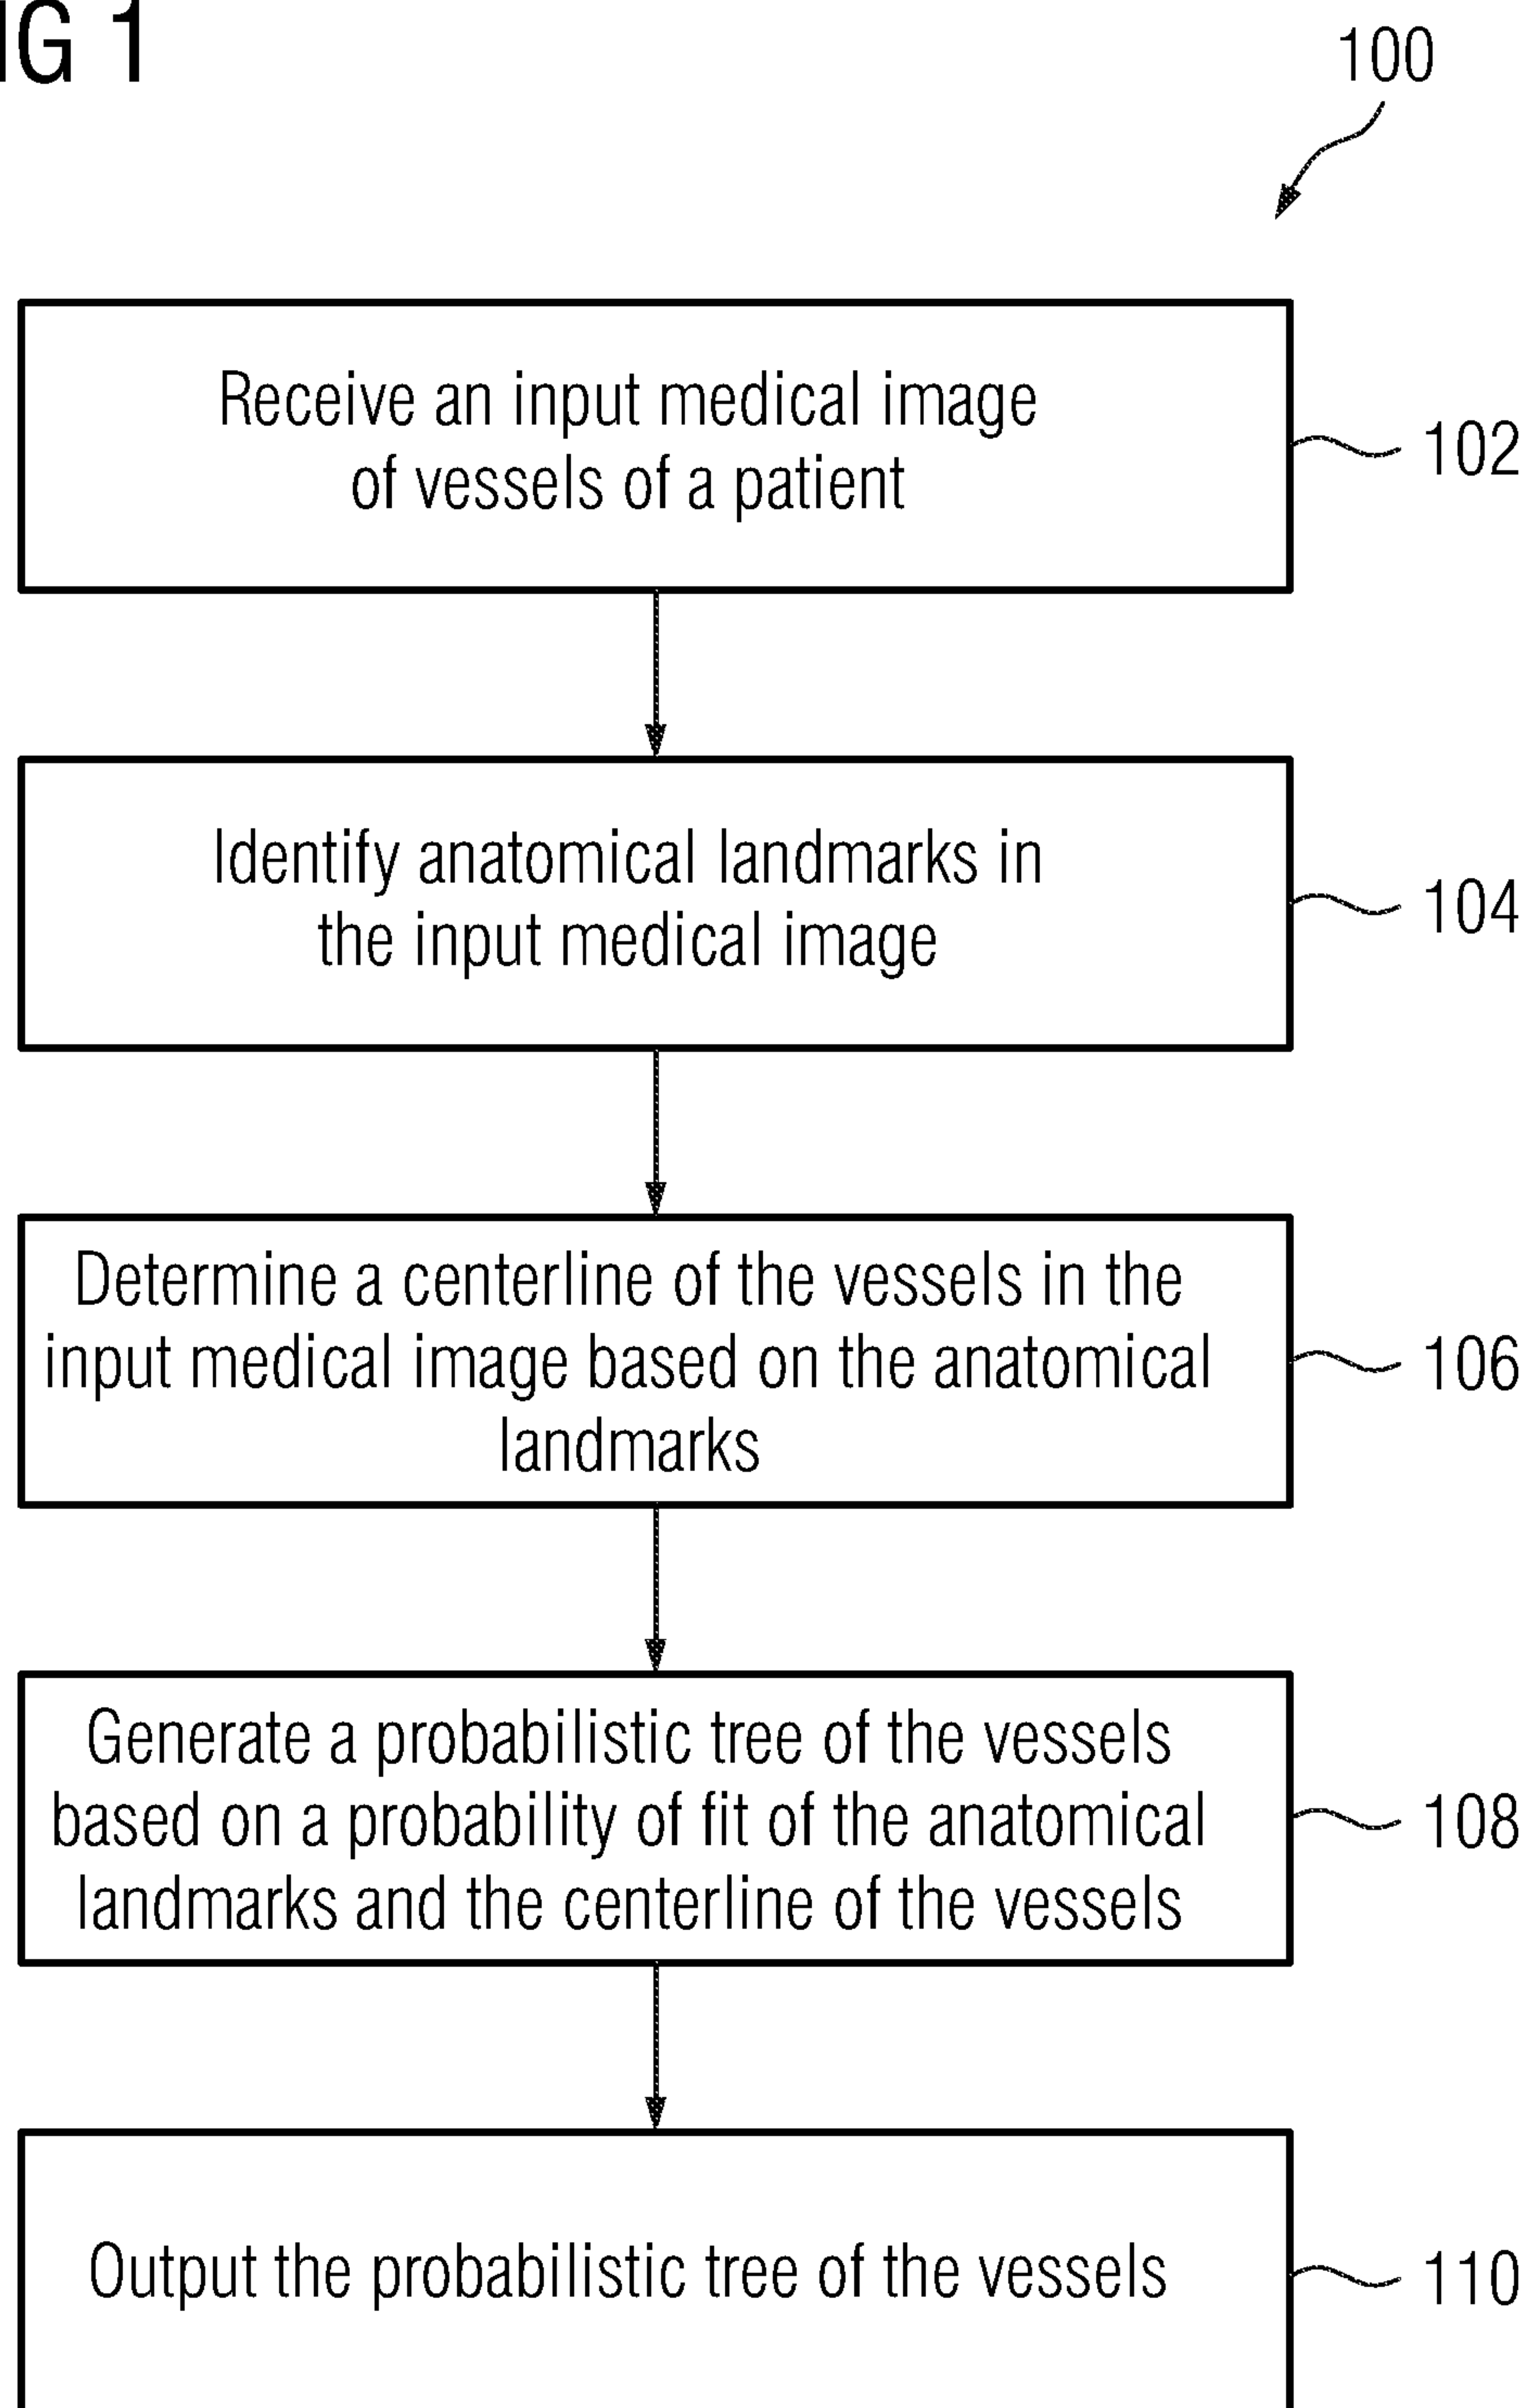 IG 1
100
Receive an input medical image
of vessels of a patient
102
Identify anatomical landmarks in
the input medical image
104
Determine a centerline of the vessels in the
input medical image based on the anatomical
landmarks
106
Generate a probabilistic tree of the vessels
based on a probability of fit of the anatomical
landmarks and the centerline of the vessels
108
Output the probabilistic tree of the vessels
110